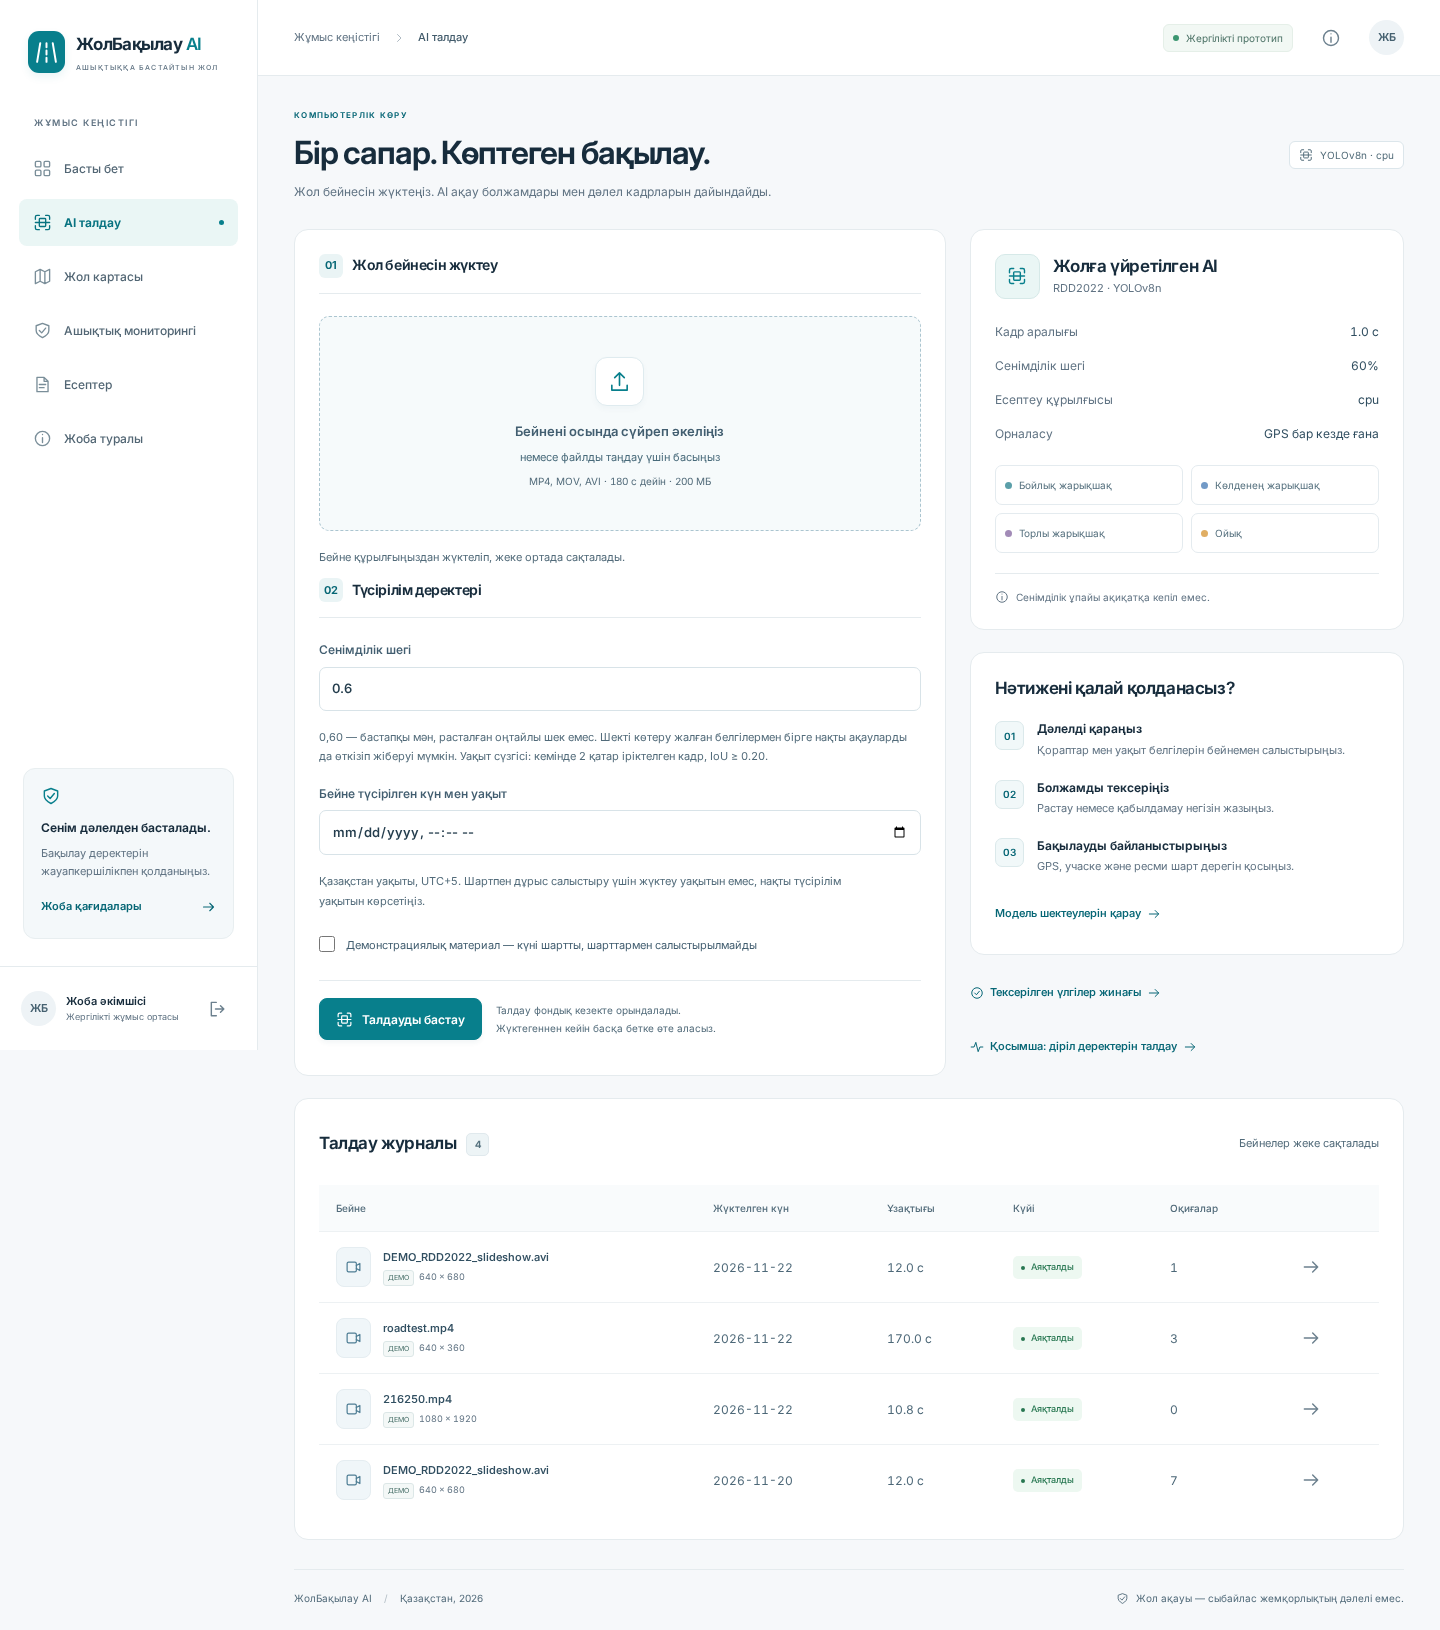 ЖолБақылау AI
АШЫҚТЫҚҚА БАСТАЙТЫН ЖОЛ
ЖҰМЫС КЕҢІСТІГІ
Басты бет
AI талдау
Жол картасы
Ашықтық мониторингі
Есептер
Жоба туралы
Сенім дәлелден басталады.
Бақылау деректерін
жауапкершілікпен қолданыңыз.
Жоба қағидалары
ЖБ
Жоба әкімшісі
Жергілікті жұмыс ортасы
Жұмыс кеңістігі
AI талдау
Жергілікті прототип
ЖБ
КОМПЬЮТЕРЛІК КӨРУ
Бір сапар. Көптеген бақылау.
Жол бейнесін жүктеңіз. AI ақау болжамдары мен дәлел кадрларын дайындайды.
YOLOv8n · cpu
01 Жол бейнесін жүктеу
Бейнені осында сүйреп әкеліңіз
немесе файлды таңдау үшін басыңыз
MP4, MOV, AVI · 180 с дейін · 200 МБ
Бейне құрылғыңыздан жүктеліп, жеке ортада сақталады.
02 Түсірілім деректері
Сенімділік шегі
0.6
0,60 — бастапқы мән, расталған оңтайлы шек емес. Шекті көтеру жалған белгілермен бірге нақты ақауларды
да өткізіп жіберуі мүмкін. Уақыт сүзгісі: кемінде 2 қатар іріктелген кадр, IoU ≥ 0.20.
Бейне түсірілген күн мен уақыт
mm/dd/yyyy, --:-- --
Қазақстан уақыты, UTC+5. Шартпен дұрыс салыстыру үшін жүктеу уақытын емес, нақты түсірілім
уақытын көрсетіңіз.
Демонстрациялық материал — күні шартты, шарттармен салыстырылмайды
Талдауды бастау
Талдау фондық кезекте орындалады.
Жүктегеннен кейін басқа бетке өте аласыз.
Жолға үйретілген AI
RDD2022 · YOLOv8n
Кадр аралығы 1.0 с
Сенімділік шегі 60%
Есептеу құрылғысы cpu
Орналасу GPS бар кезде ғана
Бойлық жарықшақ
Көлденең жарықшақ
Торлы жарықшақ
Ойық
Сенімділік ұпайы ақиқатқа кепіл емес.
Нәтижені қалай қолданасыз?
01 Дәлелді қараңыз
Қораптар мен уақыт белгілерін бейнемен салыстырыңыз.
02 Болжамды тексеріңіз
Растау немесе қабылдамау негізін жазыңыз.
03 Бақылауды байланыстырыңыз
GPS, учаске және ресми шарт дерегін қосыңыз.
Модель шектеулерін қарау
Тексерілген үлгілер жинағы
Қосымша: діріл деректерін талдау
Талдау журналы 4
Бейнелер жеке сақталады
Бейне Жүктелген күн Ұзақтығы Күйі Оқиғалар
DEMO_RDD2022_slideshow.avi
ДЕМО 640 × 680
2026-11-22 12.0 с Аяқталды 1
roadtest.mp4
ДЕМО 640 × 360
2026-11-22 170.0 с Аяқталды 3
216250.mp4
ДЕМО 1080 × 1920
2026-11-22 10.8 с Аяқталды 0
DEMO_RDD2022_slideshow.avi
ДЕМО 640 × 680
2026-11-20 12.0 с Аяқталды 7
ЖолБақылау AI / Қазақстан, 2026
Жол ақауы — сыбайлас жемқорлықтың дәлелі емес.